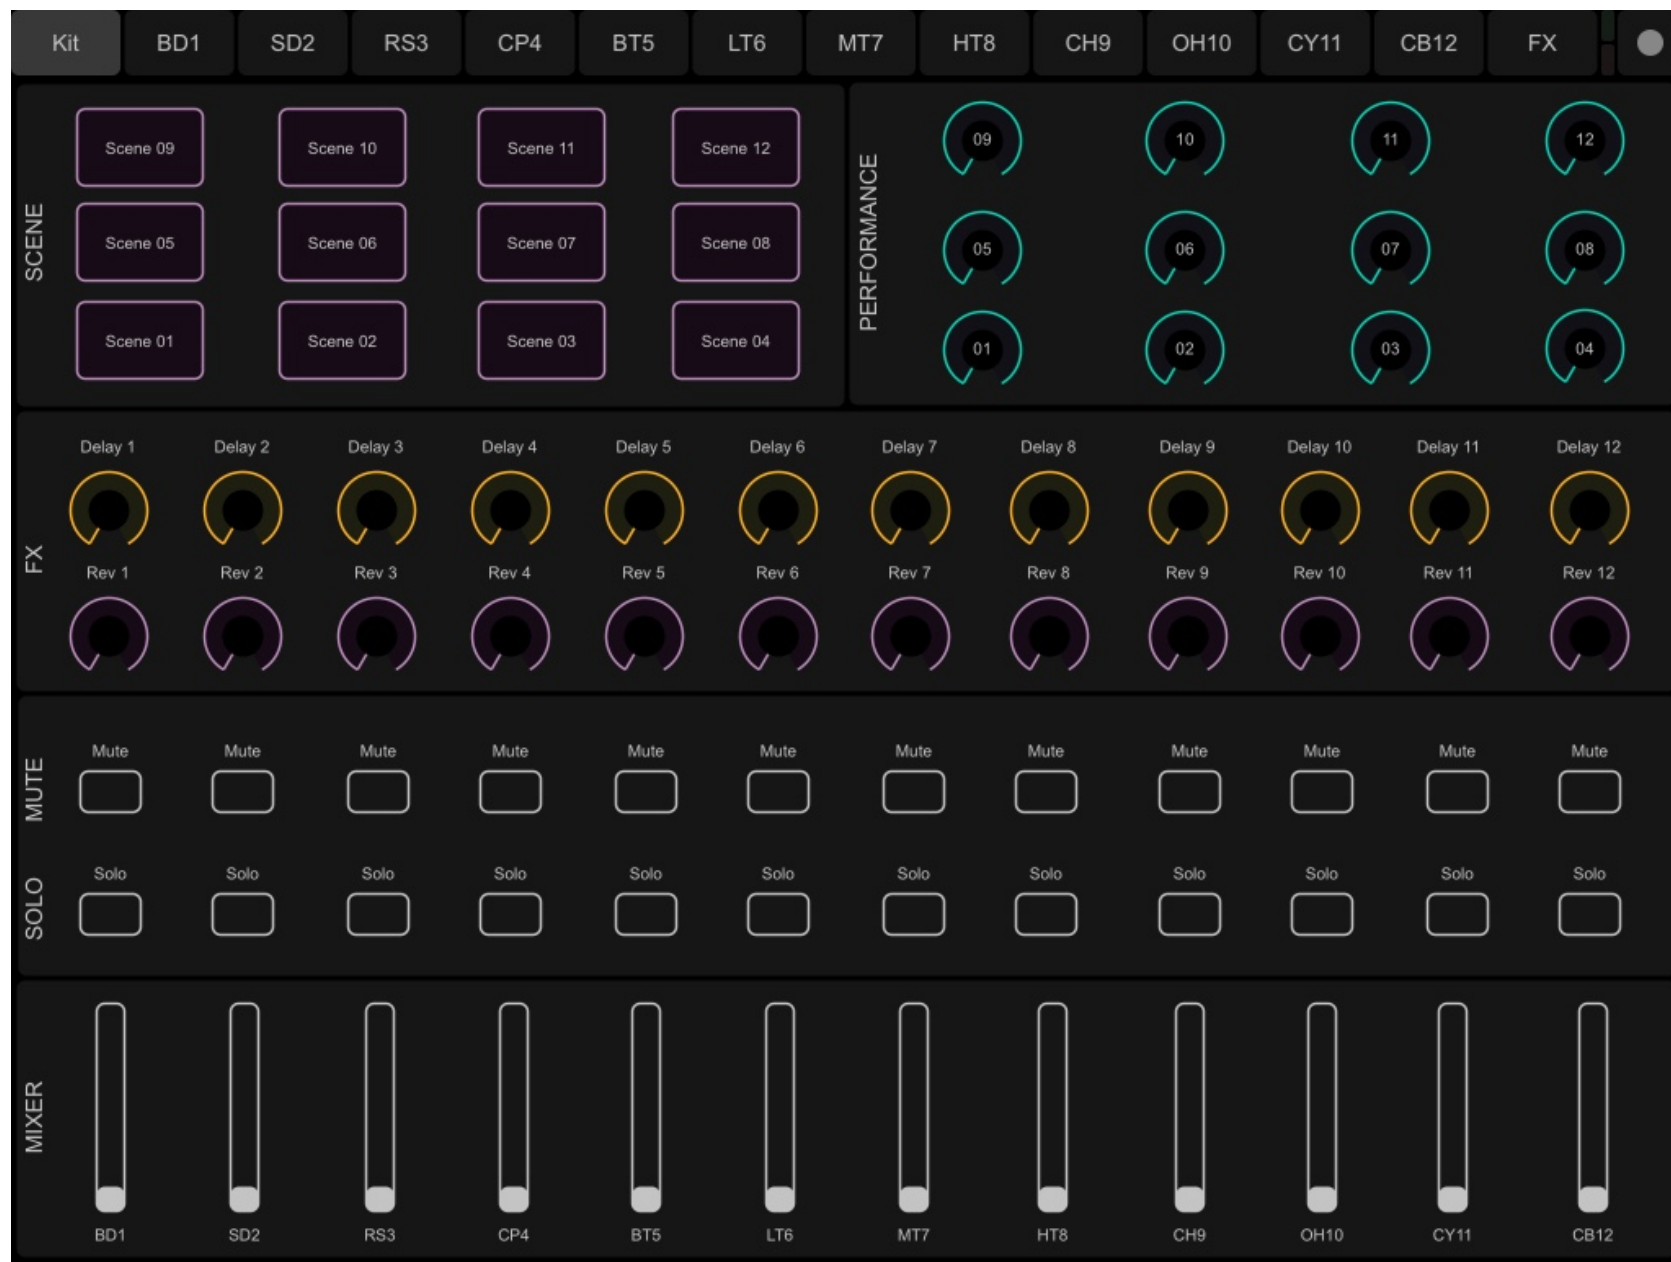 Kit BD1 SD2 RS3 CP4 BT5 LT6 MT7 HT8 CH9 OH10 CY11 CB12 FX
SCENE
Scene 09 Scene 10 Scene 11 Scene 12
Scene 05 Scene 06 Scene 07 Scene 08
Scene 01 Scene 02 Scene 03 Scene 04
PERFORMANCE
09 10 11 12
05 06 07 08
01 02 03 04
FX
Delay 1 Delay 2 Delay 3 Delay 4 Delay 5 Delay 6 Delay 7 Delay 8 Delay 9 Delay 10 Delay 11 Delay 12
Rev 1 Rev 2 Rev 3 Rev 4 Rev 5 Rev 6 Rev 7 Rev 8 Rev 9 Rev 10 Rev 11 Rev 12
MUTE
Mute Mute Mute Mute Mute Mute Mute Mute Mute Mute Mute Mute
SOLO
Solo Solo Solo Solo Solo Solo Solo Solo Solo Solo Solo Solo
MIXER
BD1 SD2 RS3 CP4 BT5 LT6 MT7 HT8 CH9 OH10 CY11 CB12